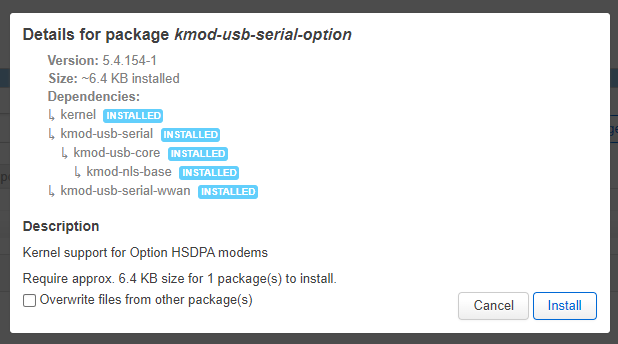 Details for package kmod-usb-serial-option
Version: 5.4.154-1
Size: ~6.4 KB installed
Dependencies:
↳ kernel INSTALLED
↳ kmod-usb-serial INSTALLED
↳ kmod-usb-core INSTALLED
↳ kmod-nls-base INSTALLED
↳ kmod-usb-serial-wwan INSTALLED
Description
Kernel support for Option HSDPA modems
Require approx. 6.4 KB size for 1 package(s) to install.
Overwrite files from other package(s)
Cancel Install